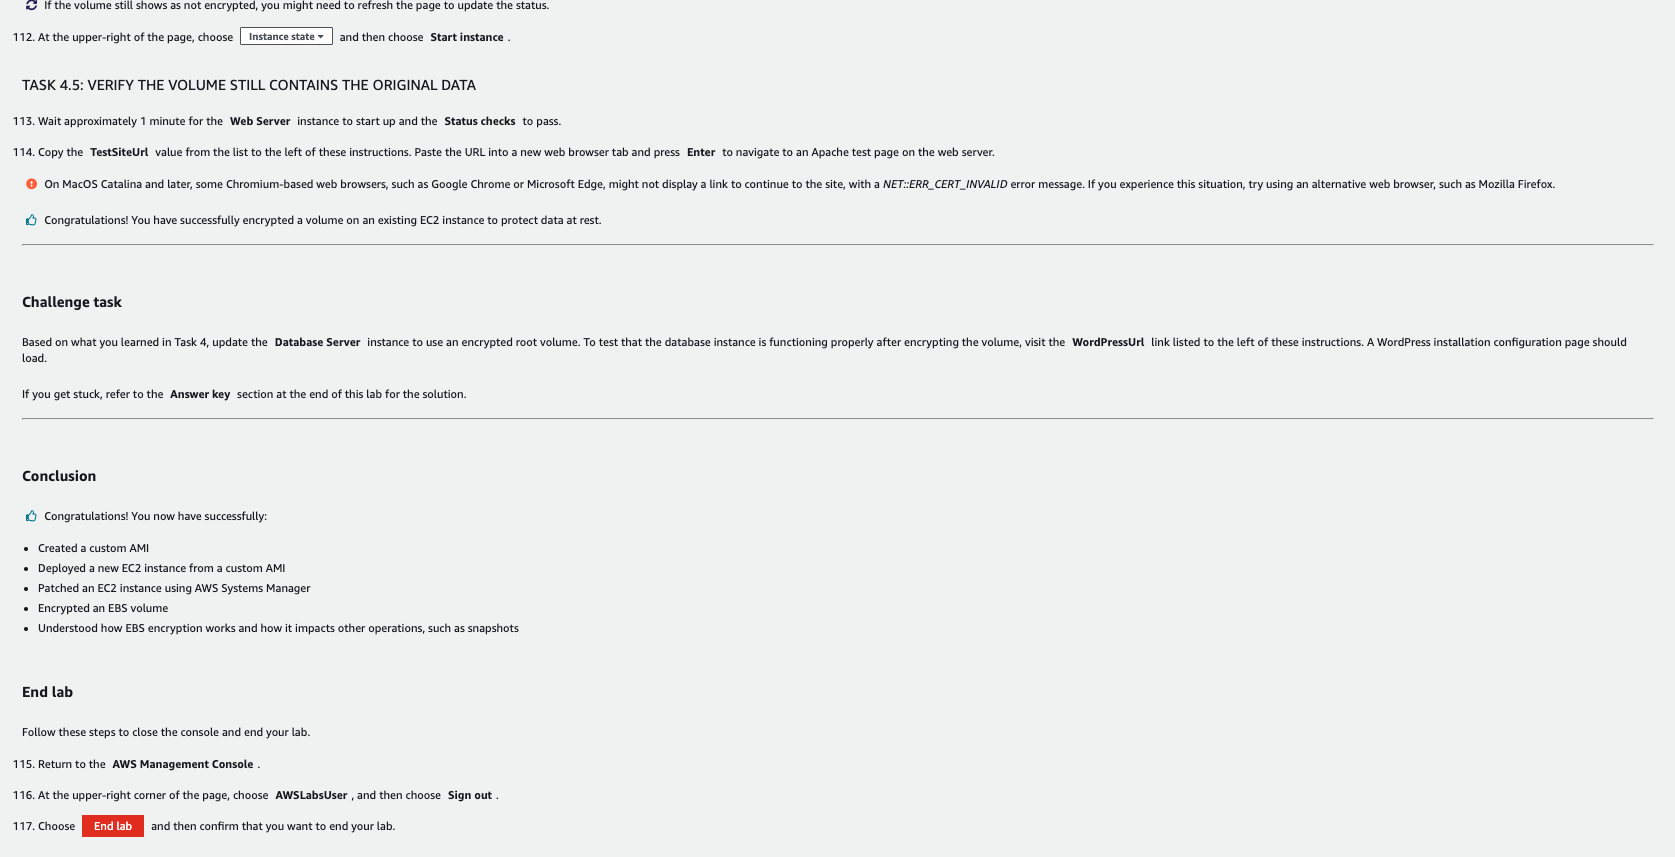 If the volume still shows as not encrypted, you might need to refresh the page to update the status.
112. At the upper-right of the page, choose Instance state and then choose Start instance .
TASK 4.5: VERIFY THE VOLUME STILL CONTAINS THE ORIGINAL DATA
113. Wait approximately 1 minute for the Web Server instance to start up and the Status checks to pass.
114. Copy the TestSiteUrl value from the list to the left of these instructions. Paste the URL into a new web browser tab and press Enter to navigate to an Apache test page on the web server.
On MacOS Catalina and later, some Chromium-based web browsers, such as Google Chrome or Microsoft Edge, might not display a link to continue to the site, with a NET::ERR_CERT_INVALID error message. If you experience this situation, try using an alternative web browser, such as Mozilla Firefox.
Congratulations! You have successfully encrypted a volume on an existing EC2 instance to protect data at rest.
Challenge task
Based on what you learned in Task 4, update the Database Server instance to use an encrypted root volume. To test that the database instance is functioning properly after encrypting the volume, visit the WordPressUrl link listed to the left of these instructions. A WordPress installation configuration page should
load.
If you get stuck, refer to the Answer key section at the end of this lab for the solution.
Conclusion
Congratulations! You now have successfully:
• Created a custom AMI
• Deployed a new EC2 instance from a custom AMI
• Patched an EC2 instance using AWS Systems Manager
• Encrypted an EBS volume
• Understood how EBS encryption works and how it impacts other operations, such as snapshots
End lab
Follow these steps to close the console and end your lab.
115. Return to the AWS Management Console .
116. At the upper-right corner of the page, choose AWSLabsUser , and then choose Sign out .
117. Choose End lab and then confirm that you want to end your lab.